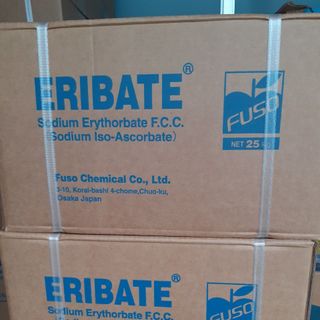 ERIBATE®
Sodium Erythorbate F.C.C.
(Sodium Iso-Ascorbate)
FUSO
NET 25
Fuso Chemical Co., Ltd.
3-10, Korai-bashi 4-chome,Chuo-ku,
Osaka Japan
ERIBATE®
Sodium Erythorbate F.C.C.
FUSO